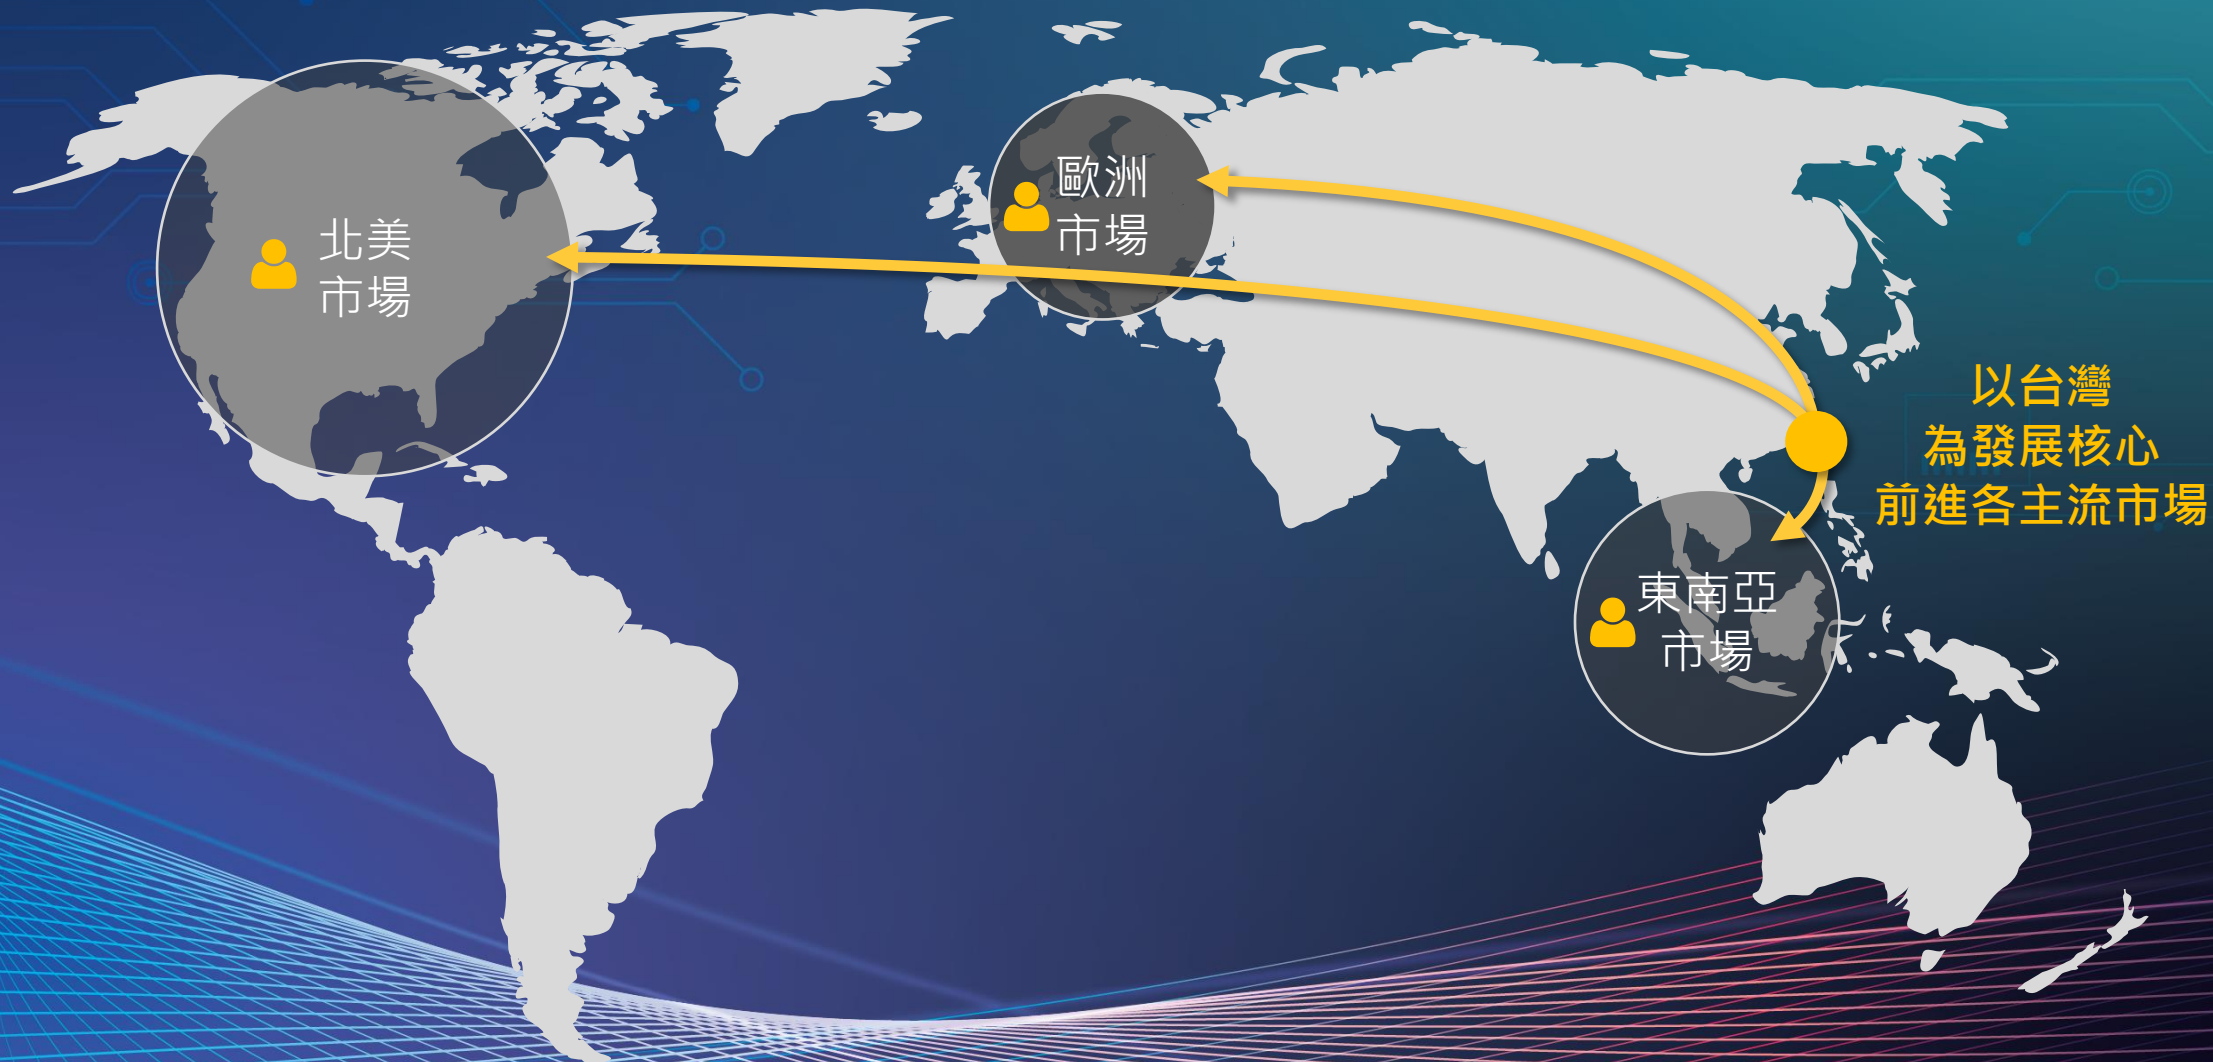 北美
市場
歐洲
市場
以台灣
為發展核心
前進各主流市場
東南亞
市場